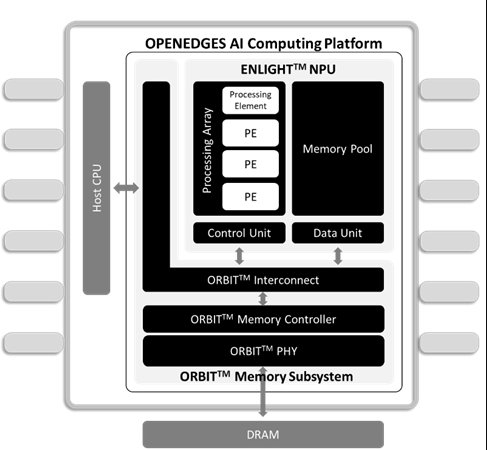 OPENEDGES AI Computing Platform
ENLIGHT™ NPU
Host CPU
Processing Array
Processing
Element
PE
PE
PE
Memory Pool
Control Unit
Data Unit
ORBIT™ Interconnect
ORBIT™ Memory Controller
ORBIT™ PHY
ORBIT™ Memory Subsystem
DRAM